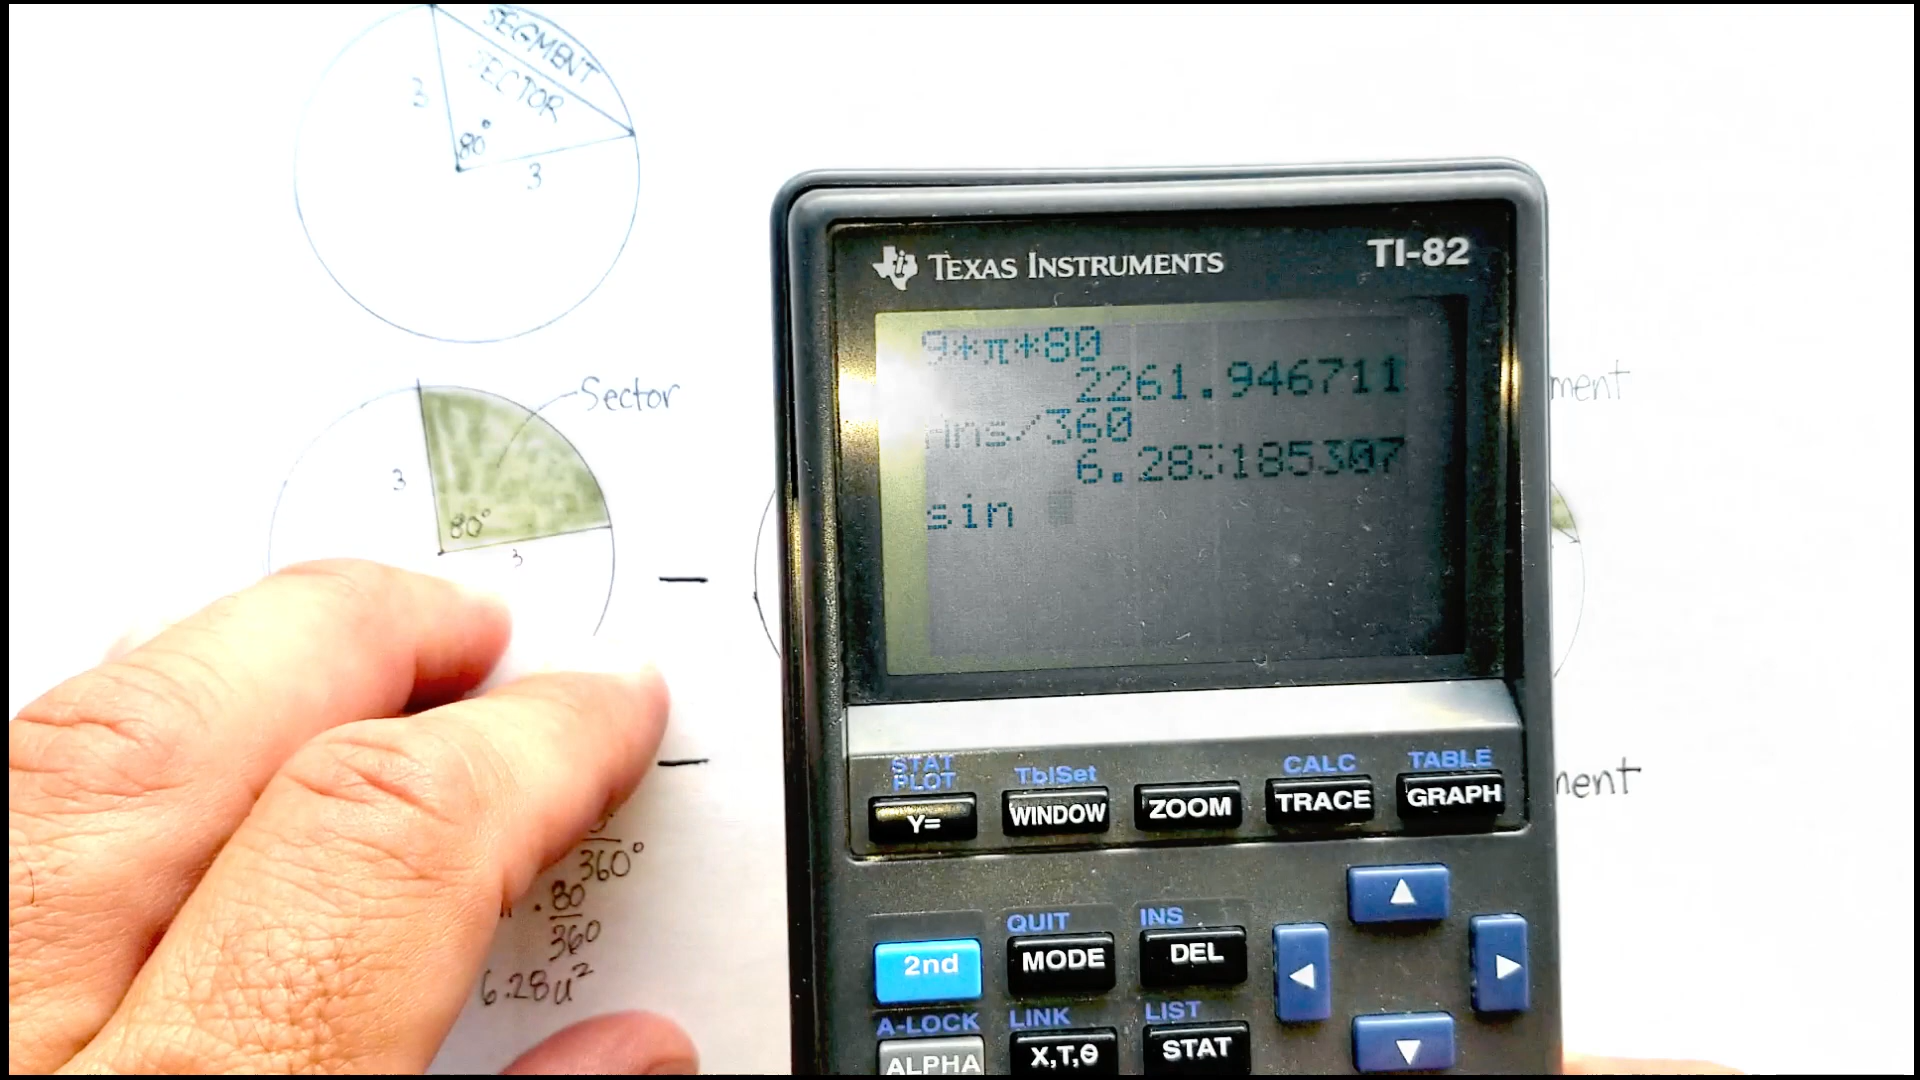 SEGMENT
SECTOR
3
80°
3
Sector
3
80°
3
TEXAS INSTRUMENTS
TI-82
9*π*80
2261.946711
Ans/360
6.283185307
sin
ment
ment
360°
. 80
360
6.28u²
STAT PLOT
TblSet
CALC
TABLE
Y=
WINDOW
ZOOM
TRACE
GRAPH
QUIT
INS
2nd
MODE
DEL
A-LOCK
LINK
LIST
ALPHA
X,T,Θ
STAT